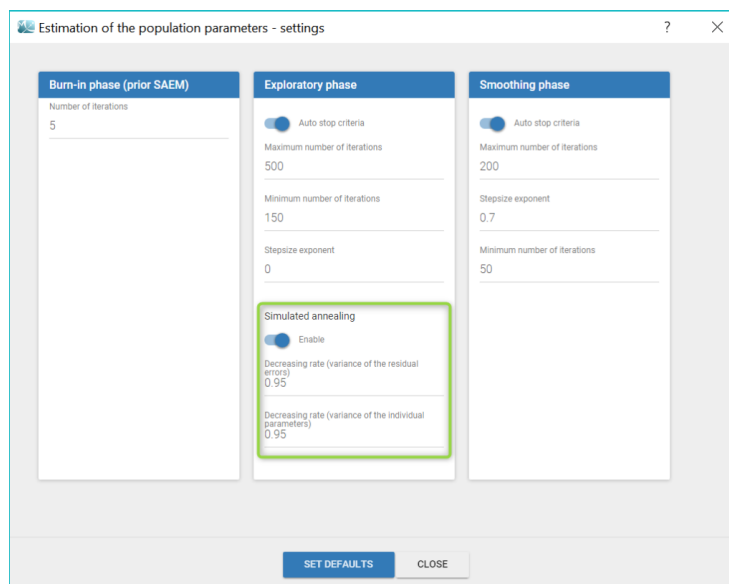 Estimation of the population parameters - settings
?
Burn-in phase (prior SAEM)
Number of iterations
5
Exploratory phase
Auto stop criteria
Maximum number of iterations
500
Minimum number of iterations
150
Stepsize exponent
0
Simulated annealing
Enable
Decreasing rate (variance of the residual
errors)
0.95
Decreasing rate (variance of the individual
parameters)
0.95
Smoothing phase
Auto stop criteria
Maximum number of iterations
200
Stepsize exponent
0.7
Minimum number of iterations
50
SET DEFAULTS
CLOSE